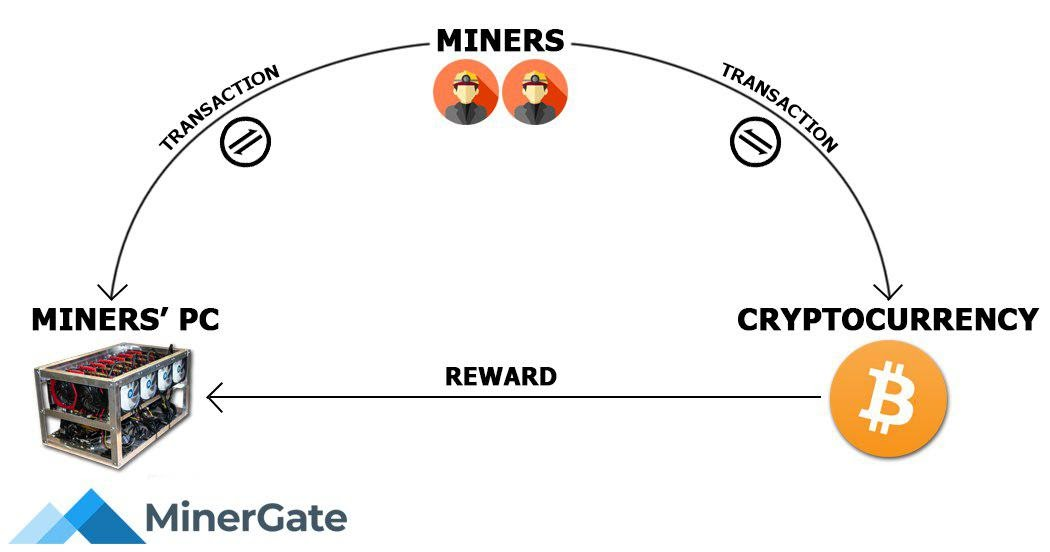 MINERS
TRANSACTION
TRANSACTION
MINERS’ PC
CRYPTOCURRENCY
REWARD
MinerGate